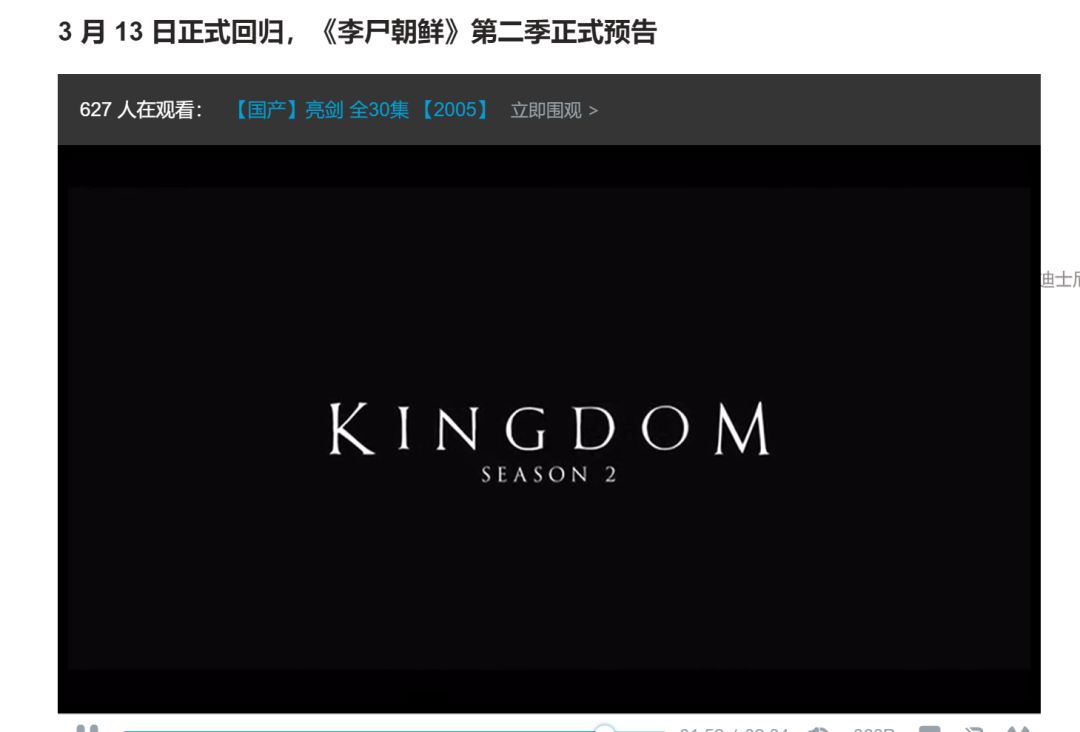 3 月 13 日正式回归，《李尸朝鲜》第二季正式预告
627 人在观看： 【国产】亮剑 全30集 【2005】 立即围观 >
迪士
KINGDOM
SEASON 2